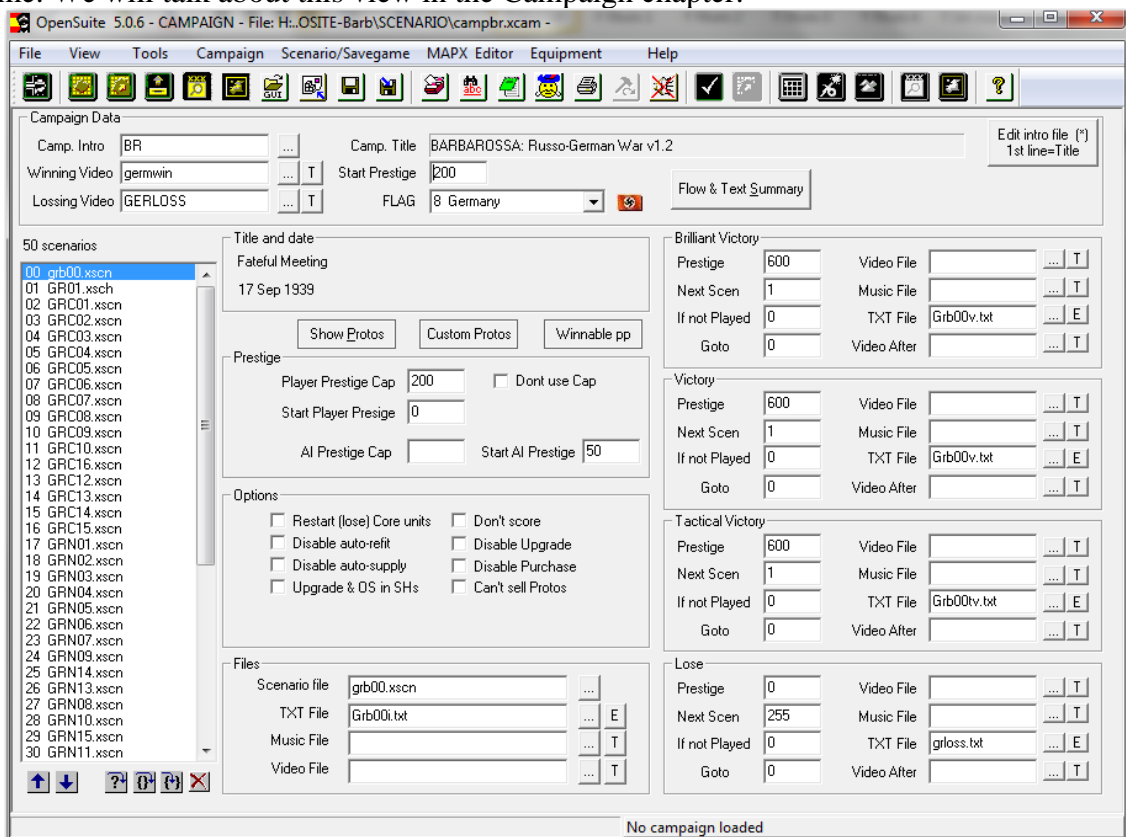 me. We will talk about this view in the Campaign chapter.
OpenSuite 5.0.6 - CAMPAIGN - File: H:..OSITE-Barb\SCENARIO\campbr.xcam -
File View Tools Campaign Scenario/Savegame MAPX Editor Equipment Help
GUI abc ?
Campaign Data
Camp. Intro BR ... Camp. Title BARBAROSSA: Russo-German War v1.2
Edit intro file (*)
1st line=Title
Winning Video germwin ... T Start Prestige 200
Flow & Text Summary
Lossing Video GERLOSS ... T FLAG 8 Germany
50 scenarios
00 grb00.xscn
01 GR01.xsch
02 GRC01.xscn
03 GRC02.xscn
04 GRC03.xscn
05 GRC04.xscn
06 GRC05.xscn
07 GRC06.xscn
08 GRC07.xscn
09 GRC08.xscn
10 GRC09.xscn
11 GRC10.xscn
12 GRC16.xscn
13 GRC12.xscn
14 GRC13.xscn
15 GRC14.xscn
16 GRC15.xscn
17 GRN01.xscn
18 GRN02.xscn
19 GRN03.xscn
20 GRN04.xscn
21 GRN05.xscn
22 GRN06.xscn
23 GRN07.xscn
24 GRN09.xscn
25 GRN14.xscn
26 GRN13.xscn
27 GRN08.xscn
28 GRN10.xscn
29 GRN15.xscn
30 GRN11.xscn
Title and date
Fateful Meeting
17 Sep 1939
Show Protos Custom Protos Winnable pp
Prestige
Player Prestige Cap 200 Dont use Cap
Start Player Presige 0
AI Prestige Cap Start AI Prestige 50
Options
Restart (lose) Core units Don't score
Disable auto-refit Disable Upgrade
Disable auto-supply Disable Purchase
Upgrade & OS in SHs Can't sell Protos
Files
Scenario file grb00.xscn ...
TXT File Grb00i.txt ... E
Music File ... T
Video File ... T
Brilliant Victory
Prestige 600 Video File ... T
Next Scen 1 Music File ... T
If not Played 0 TXT File Grb00v.txt ... E
Goto 0 Video After ... T
Victory
Prestige 600 Video File ... T
Next Scen 1 Music File ... T
If not Played 0 TXT File Grb00v.txt ... E
Goto 0 Video After ... T
Tactical Victory
Prestige 600 Video File ... T
Next Scen 1 Music File ... T
If not Played 0 TXT File Grb00tv.txt ... E
Goto 0 Video After ... T
Lose
Prestige 0 Video File ... T
Next Scen 255 Music File ... T
If not Played 0 TXT File grloss.txt ... E
Goto 0 Video After ... T
No campaign loaded